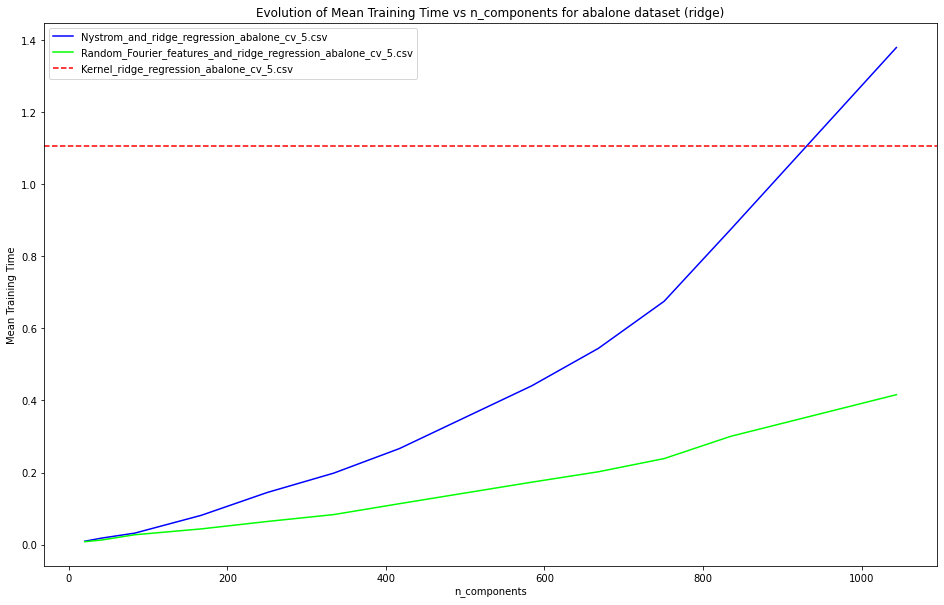 Evolution of Mean Training Time vs n_components for abalone dataset (ridge)
Nystrom_and_ridge_regression_abalone_cv_5.csv
Random_Fourier_features_and_ridge_regression_abalone_cv_5.csv
Kernel_ridge_regression_abalone_cv_5.csv
1.4
1.2
1.0
0.8
0.6
0.4
0.2
0.0
Mean Training Time
0 200 400 600 800 1000
n_components